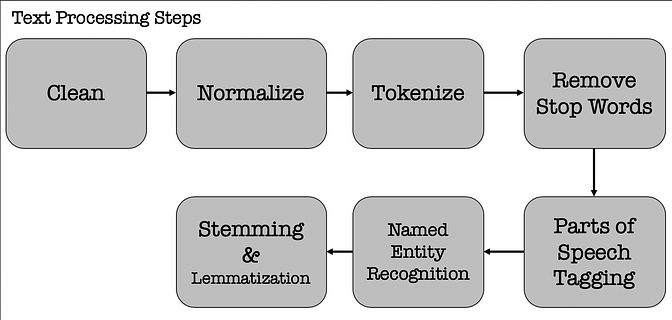 Text Processing Steps
Clean
Normalize
Tokenize
Remove
Stop Words
Parts of
Speech
Tagging
Named
Entity
Recognition
Stemming
&
Lemmatization